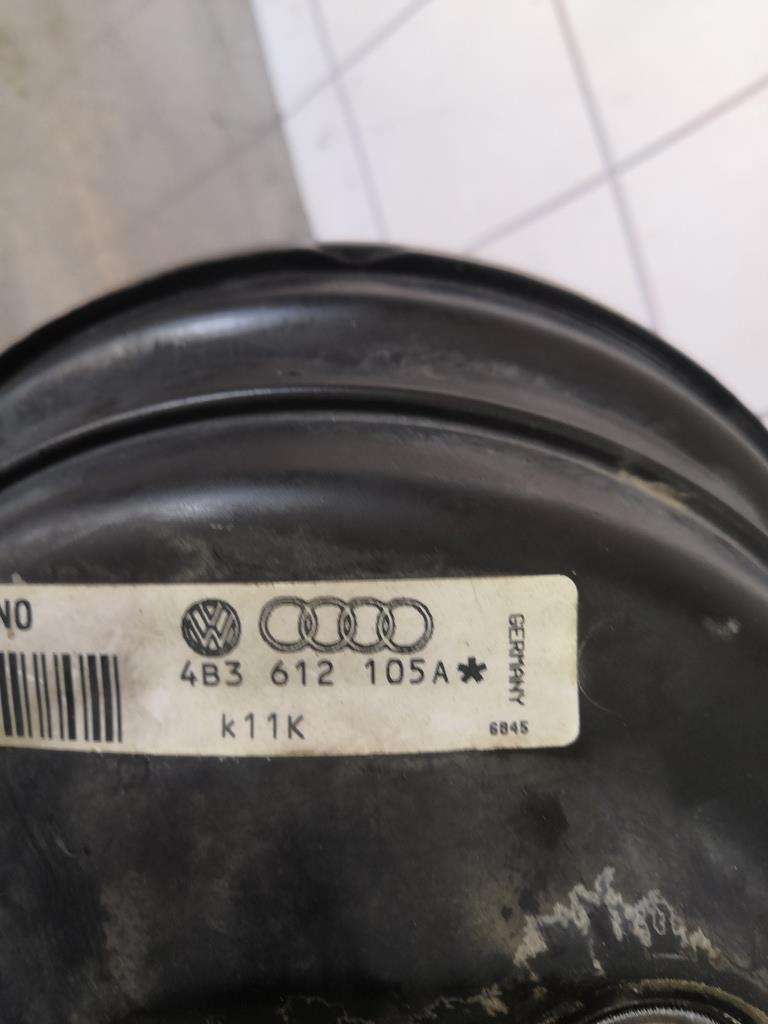 NO
4B3 612 105A*
k11K
GERMANY
6845